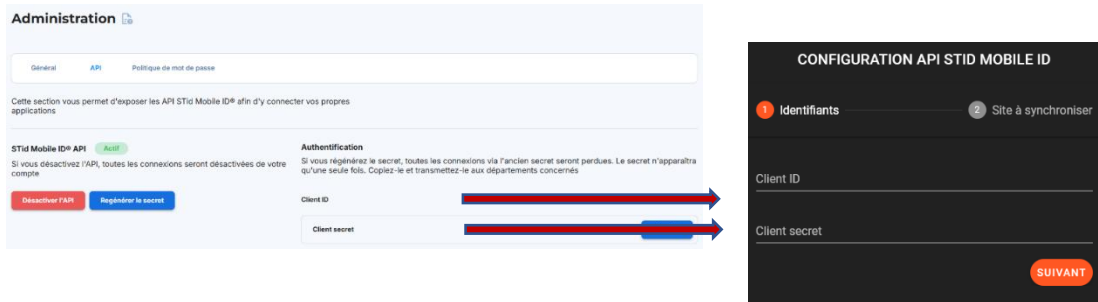 Administration
Général API Politique de mot de passe
Cette section vous permet d'exposer les API STid Mobile ID® afin d'y connecter vos propres
applications
STid Mobile ID® API Actif
Si vous désactivez l'API, toutes les connexions seront désactivées de votre
compte
Désactiver l'API Regénérer le secret
Authentification
Si vous régénérez le secret, toutes les connexions via l'ancien secret seront perdues. Le secret n'apparaîtra
qu'une seule fois. Copiez-le et transmettez-le aux départements concernés
Client ID
Client secret
CONFIGURATION API STID MOBILE ID
1 Identifiants 2 Site à synchroniser
Client ID
Client secret
SUIVANT